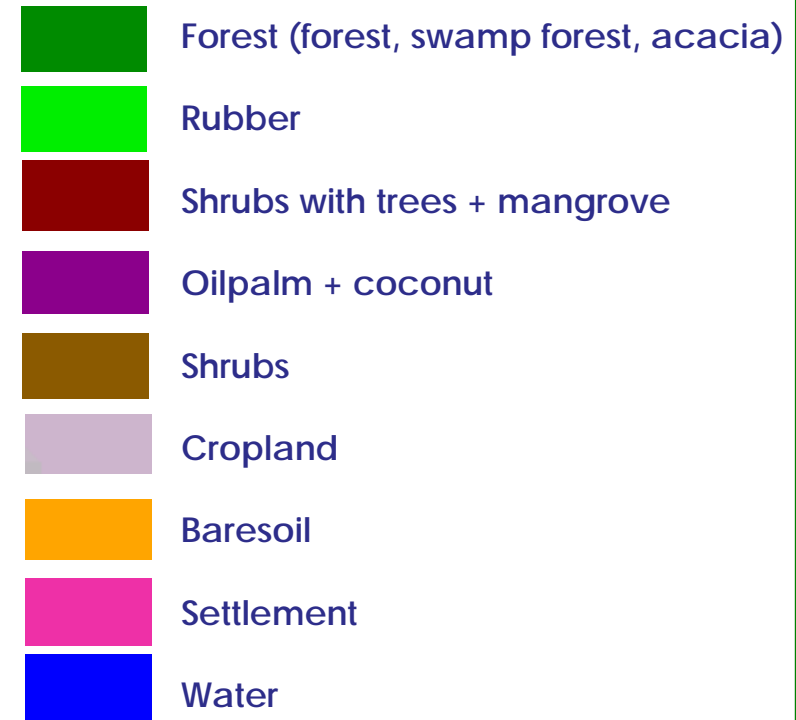 Forest (forest, swamp forest, acacia)
Rubber
Shrubs with trees + mangrove
Oilpalm + coconut
Shrubs
Cropland
Baresoil
Settlement
Water